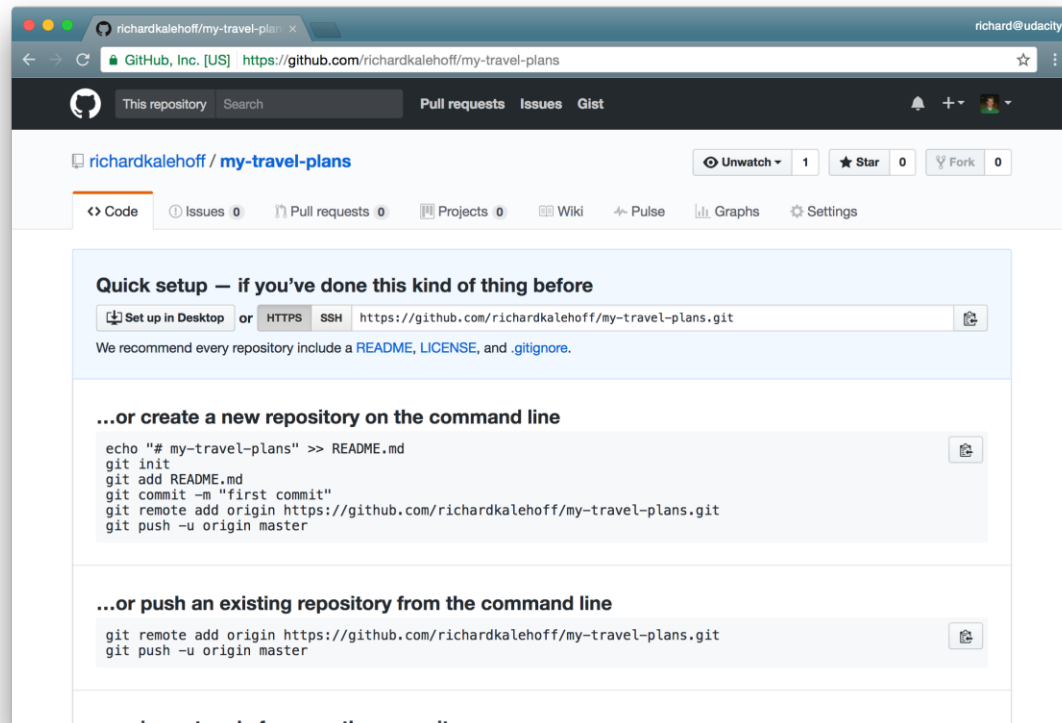 richardkalehoff/my-travel-plan
richard@udacity
GitHub, Inc. [US] https://github.com/richardkalehoff/my-travel-plans
This repository Search Pull requests Issues Gist
richardkalehoff / my-travel-plans
Unwatch 1 Star 0 Fork 0
Code Issues 0 Pull requests 0 Projects 0 Wiki Pulse Graphs Settings
Quick setup — if you've done this kind of thing before
Set up in Desktop or HTTPS SSH https://github.com/richardkalehoff/my-travel-plans.git
We recommend every repository include a README, LICENSE, and .gitignore.
…or create a new repository on the command line
echo "# my-travel-plans" >> README.md
git init
git add README.md
git commit -m "first commit"
git remote add origin https://github.com/richardkalehoff/my-travel-plans.git
git push -u origin master
…or push an existing repository from the command line
git remote add origin https://github.com/richardkalehoff/my-travel-plans.git
git push -u origin master